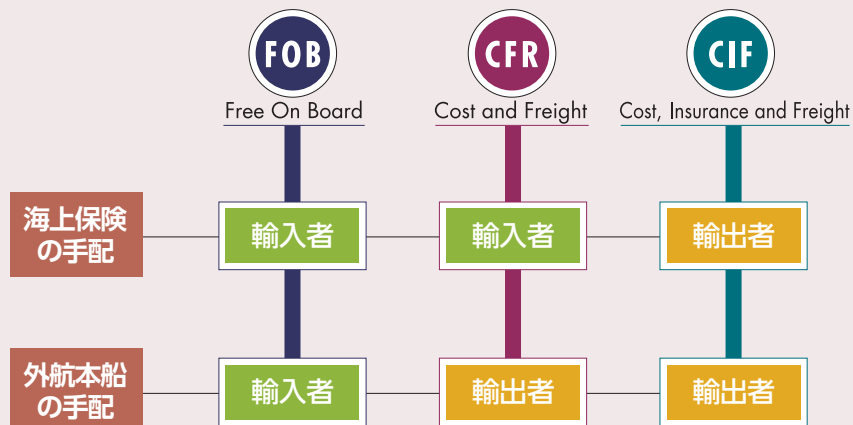 FOB
CFR
CIF
Free On Board
Cost and Freight
Cost, Insurance and Freight
海上保険
の手配
輸入者
輸入者
輸出者
外航本船
の手配
輸入者
輸出者
輸出者